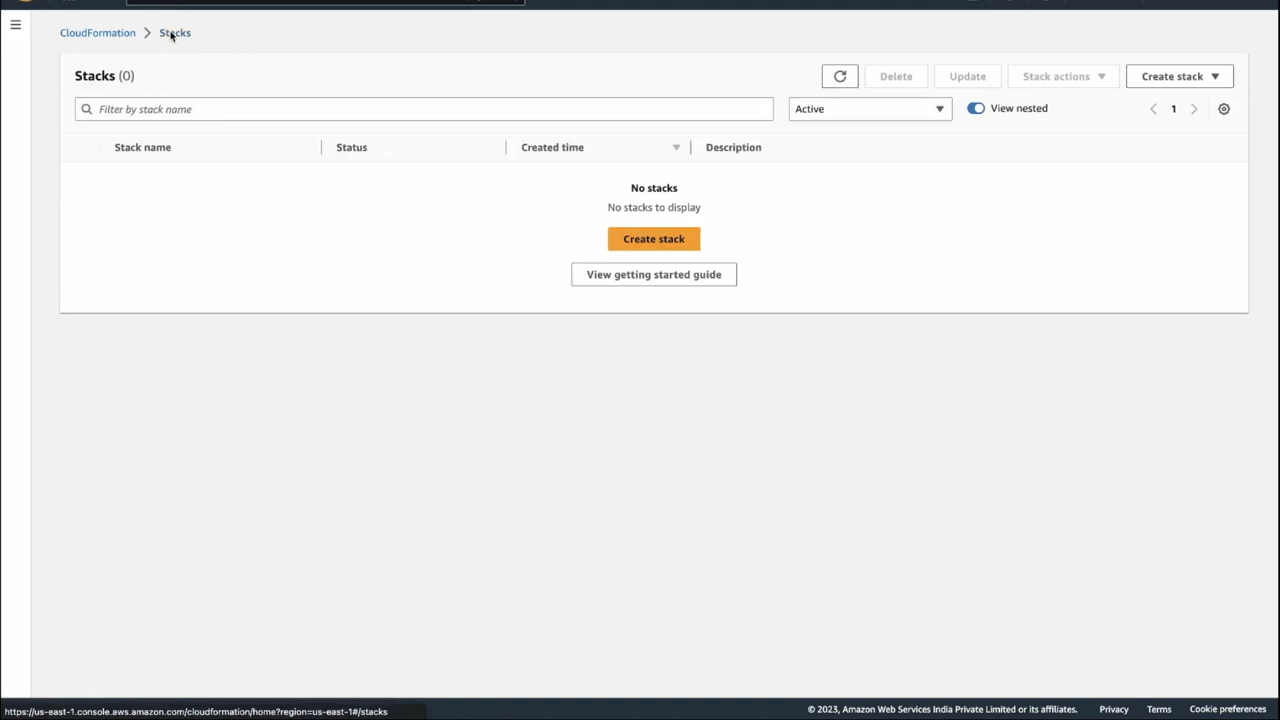 CloudFormation > Stacks
Stacks (0)
Delete
Update
Stack actions
Create stack
Filter by stack name
Active
View nested
1
Stack name
Status
Created time
Description
No stacks
No stacks to display
Create stack
View getting started guide
https://us-east-1.console.aws.amazon.com/cloudformation/home?region=us-east-1#/stacks
© 2023, Amazon Web Services India Private Limited or its affiliates.
Privacy
Terms
Cookie preferences